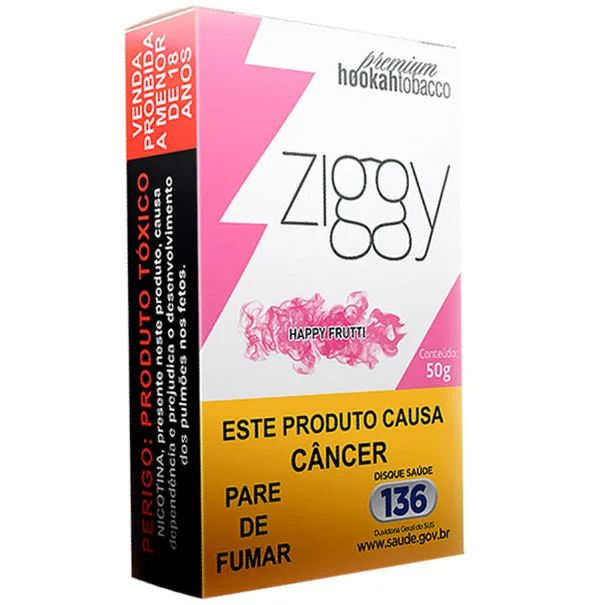 premium
hookahtobacco
ziggy
HAPPY FRUTTI
Conteúdo:
50g
ESTE PRODUTO CAUSA
CÂNCER
PARE
DE
FUMAR
DISQUE SAÚDE
136
Ouvidoria Geral do SUS
www.saude.gov.br
VENDA
PROIBIDA
A MENOR
DE 18
ANOS
PERIGO: PRODUTO TÓXICO
NICOTINA, presente neste produto, causa
dependência e prejudica o desenvolvimento
dos pulmões nos fetos.